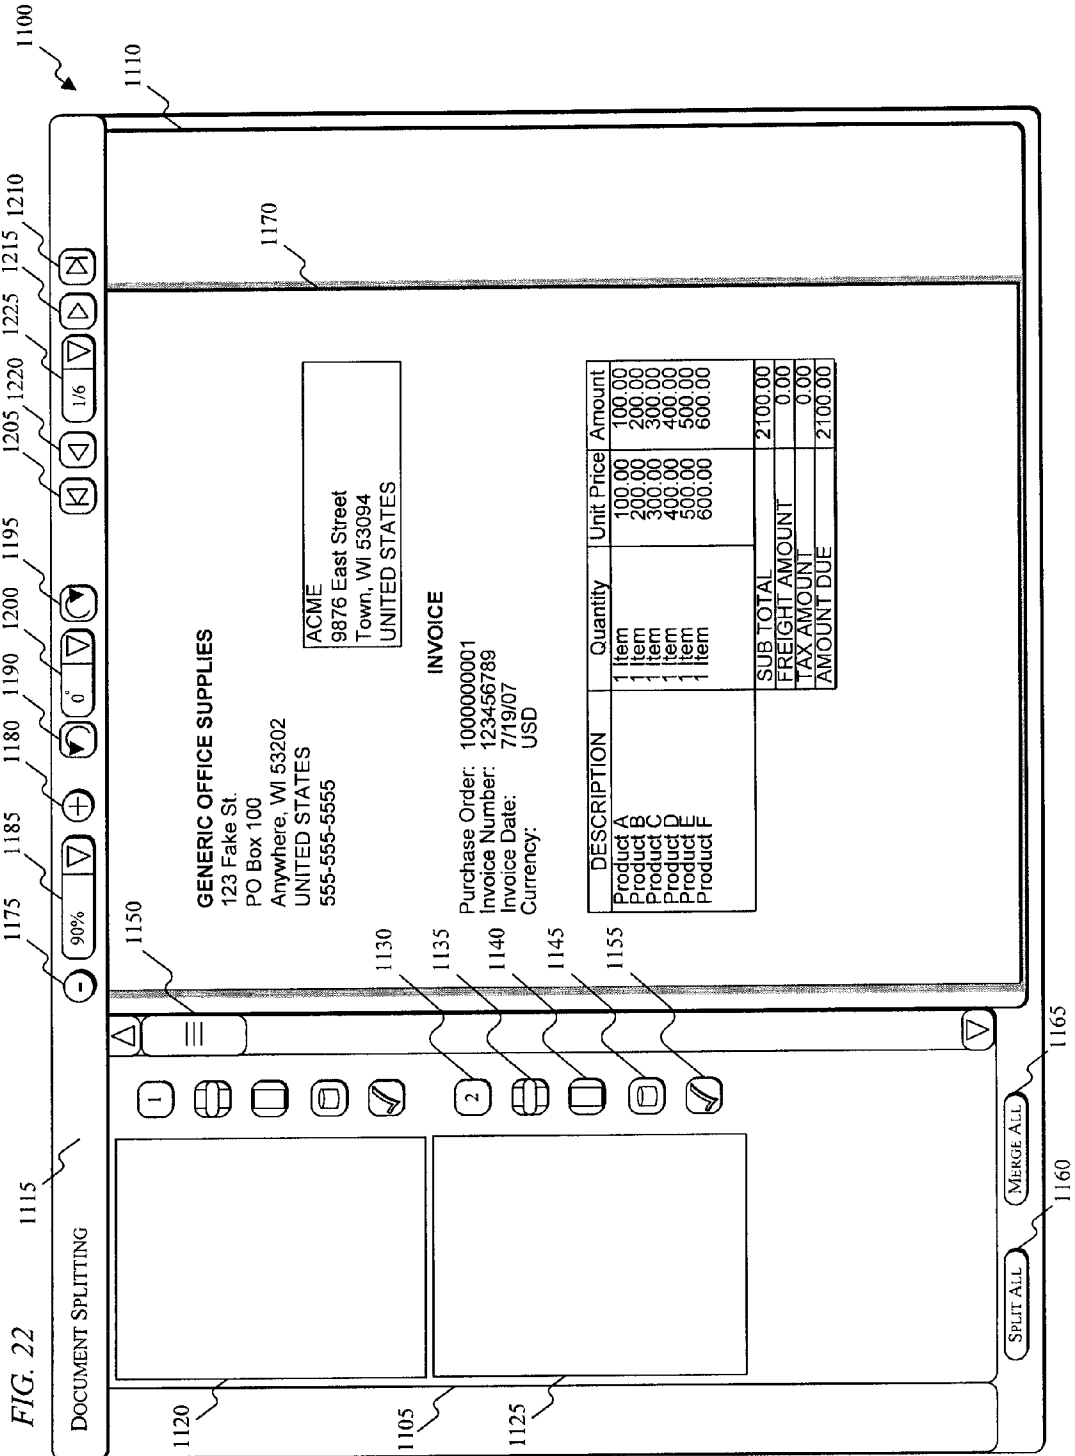 FIG. 22
1100
1115
1175
1185
1180
1190
1200
1195
1205
1220
1225
1215
1210
1110
DOCUMENT SPLITTING
-
90%
+
0°
1/6
1150
1170
1
GENERIC OFFICE SUPPLIES
123 Fake St.
PO Box 100
Anywhere, WI 53202
UNITED STATES
555-555-5555
ACME
9876 East Street
Town, WI 53094
UNITED STATES
INVOICE
Purchase Order: 1000000001
Invoice Number: 123456789
Invoice Date: 7/19/07
Currency: USD
1120
1105
1125
2
1130
1135
1140
1145
1155
DESCRIPTION Quantity Unit Price Amount
Product A 1 Item 100.00 100.00
Product B 1 Item 200.00 200.00
Product C 1 Item 300.00 300.00
Product D 1 Item 400.00 400.00
Product E 1 Item 500.00 500.00
Product F 1 Item 600.00 600.00
SUB TOTAL 2100.00
FREIGHT AMOUNT 0.00
TAX AMOUNT 0.00
AMOUNT DUE 2100.00
SPLIT ALL
MERGE ALL
1160
1165